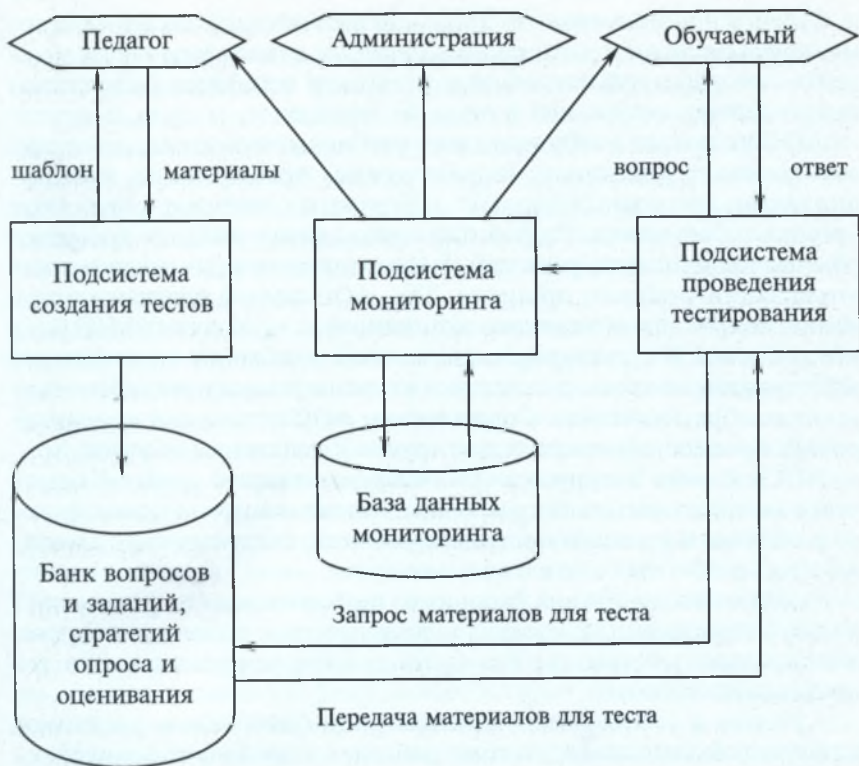 Педагог
Администрация
Обучаемый
шаблон
материалы
вопрос
ответ
Подсистема
создания тестов
Подсистема
мониторинга
Подсистема
проведения
тестирования
База данных
мониторинга
Банк вопросов
и заданий,
стратегий
опроса и
оценивания
Запрос материалов для теста
Передача материалов для теста